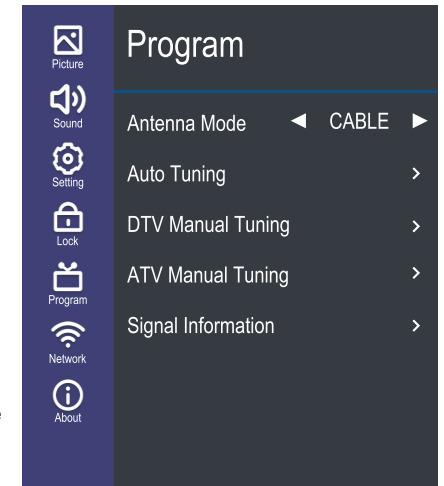 Picture
Sound
Setting
Lock
Program
Network
About
Program
Antenna Mode ◀ CABLE ▶
Auto Tuning >
DTV Manual Tuning >
ATV Manual Tuning >
Signal Information >